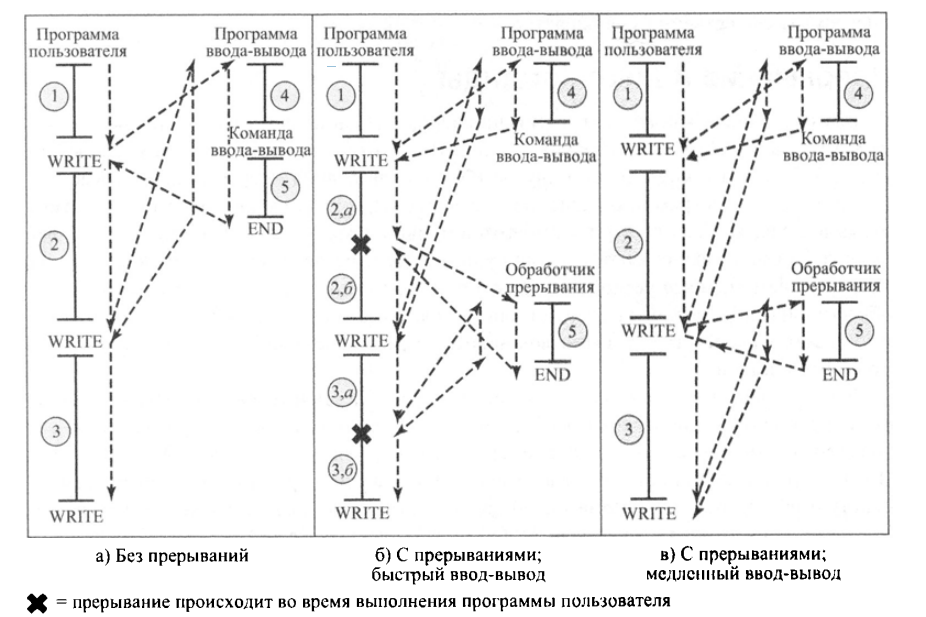 Программа
пользователя
Программа
ввода-вывода
1
4
WRITE
Команда
ввода-вывода
5
2
END
WRITE
3
WRITE
а) Без прерываний
Программа
пользователя
Программа
ввода-вывода
1
4
WRITE
Команда
ввода-вывода
2,а
2,б
Обработчик
прерывания
WRITE
5
END
3,а
3,б
WRITE
б) С прерываниями;
быстрый ввод-вывод
Программа
пользователя
Программа
ввода-вывода
1
4
WRITE
Команда
ввода-вывода
2
Обработчик
прерывания
WRITE
5
END
3
WRITE
в) С прерываниями;
медленный ввод-вывод
✖ = прерывание происходит во время выполнения программы пользователя